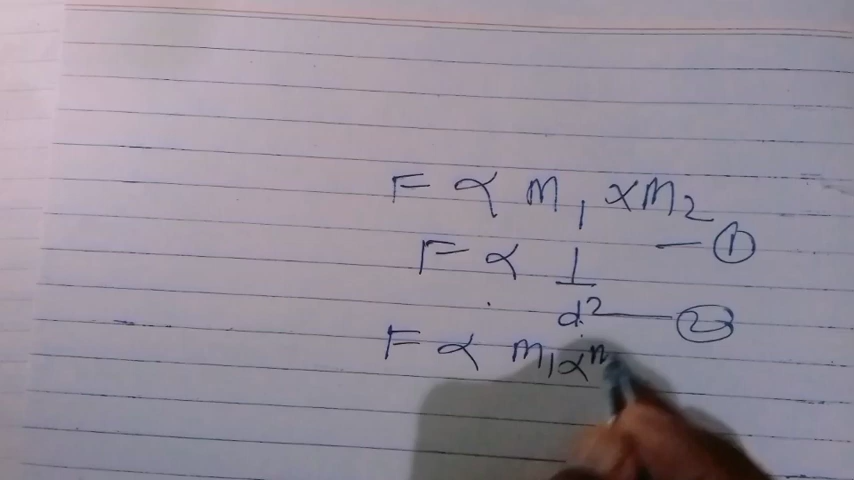 F ∝ m₁ × m₂
— ①
F ∝ 1/d² — ②
F ∝ m₁ ∝ m